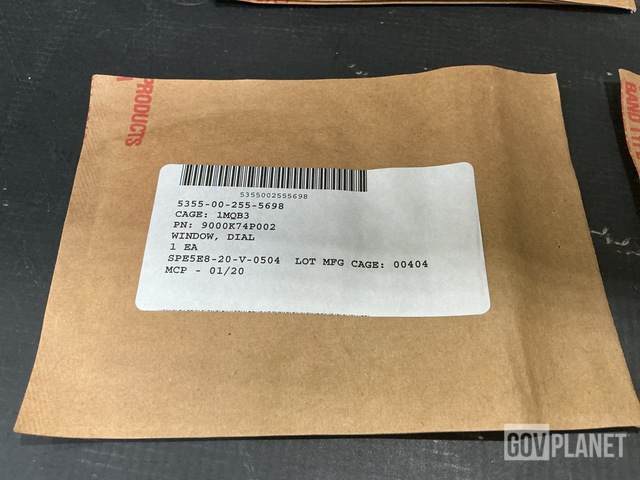 PRODUCTS
5355002555698
5355-00-255-5698
CAGE: 1MQB3
PN: 9000K74P002
WINDOW, DIAL
1 EA
SPE5E8-20-V-0504 LOT MFG CAGE: 00404
MCP - 01/20
BAND
GOVPLANET